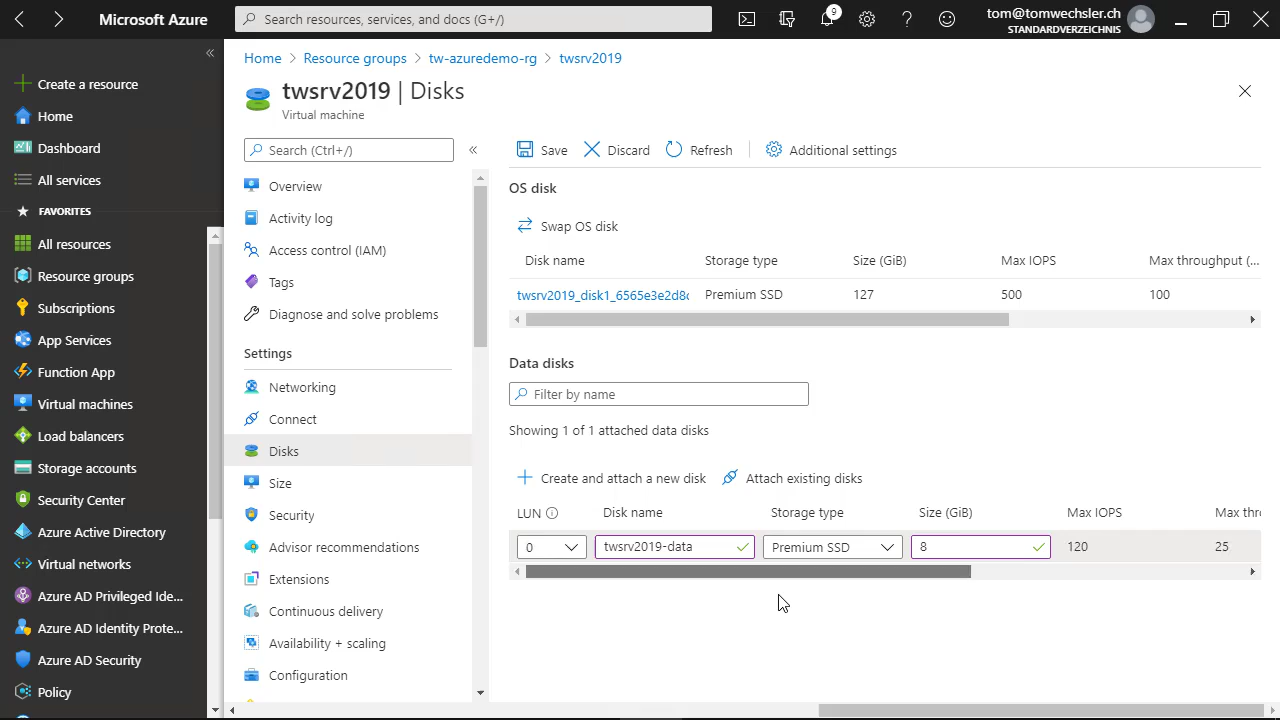 Microsoft Azure
Search resources, services, and docs (G+/)
9
tom@tomwechsler.ch
STANDARDVERZEICHNIS
Create a resource
Home
Dashboard
All services
FAVORITES
All resources
Resource groups
Subscriptions
App Services
Function App
Virtual machines
Load balancers
Storage accounts
Security Center
Azure Active Directory
Virtual networks
Azure AD Privileged Ide...
Azure AD Identity Prote...
Azure AD Security
Policy
Home > Resource groups > tw-azuredemo-rg > twsrv2019
twsrv2019 | Disks
Virtual machine
Search (Ctrl+/)
Overview
Activity log
Access control (IAM)
Tags
Diagnose and solve problems
Settings
Networking
Connect
Disks
Size
Security
Advisor recommendations
Extensions
Continuous delivery
Availability + scaling
Configuration
Save Discard Refresh Additional settings
OS disk
Swap OS disk
Disk name Storage type Size (GiB) Max IOPS Max throughput (...
twsrv2019_disk1_6565e3e2d8 Premium SSD 127 500 100
Data disks
Filter by name
Showing 1 of 1 attached data disks
Create and attach a new disk Attach existing disks
LUN Disk name Storage type Size (GiB) Max IOPS Max thr
0 twsrv2019-data Premium SSD 8 120 25